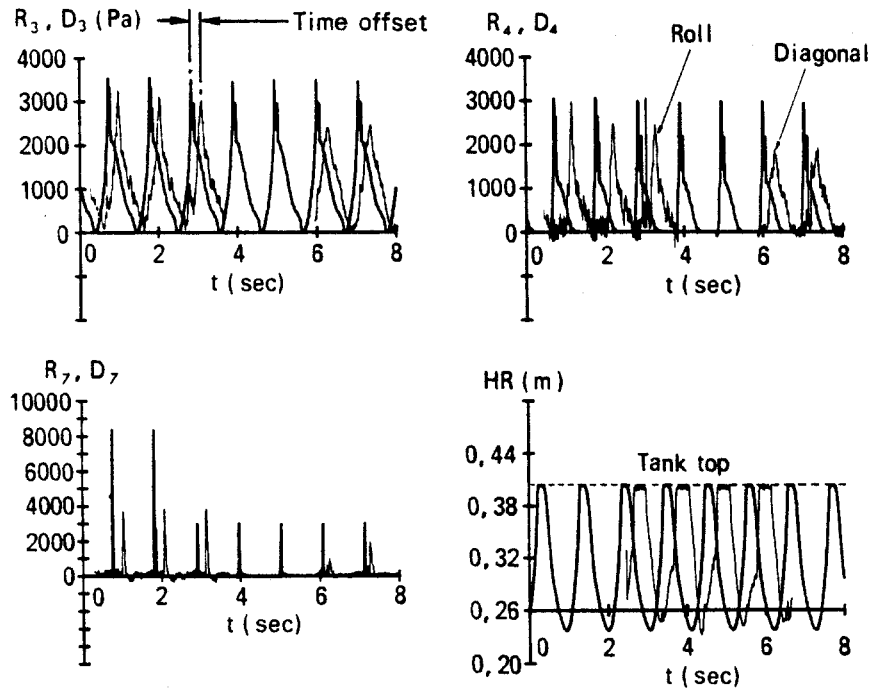 R3, D3 (Pa)
Time offset
4000
3000
2000
1000
0
0 2 4 6 8
t (sec)
R4, D4
Roll
Diagonal
4000
3000
2000
1000
0
0 2 4 6 8
t (sec)
R7, D7
10000
8000
6000
4000
2000
0
0 2 4 6 8
t (sec)
HR (m)
Tank top
0,44
0,38
0,32
0,26
0,20
0 2 4 6 8
t (sec)